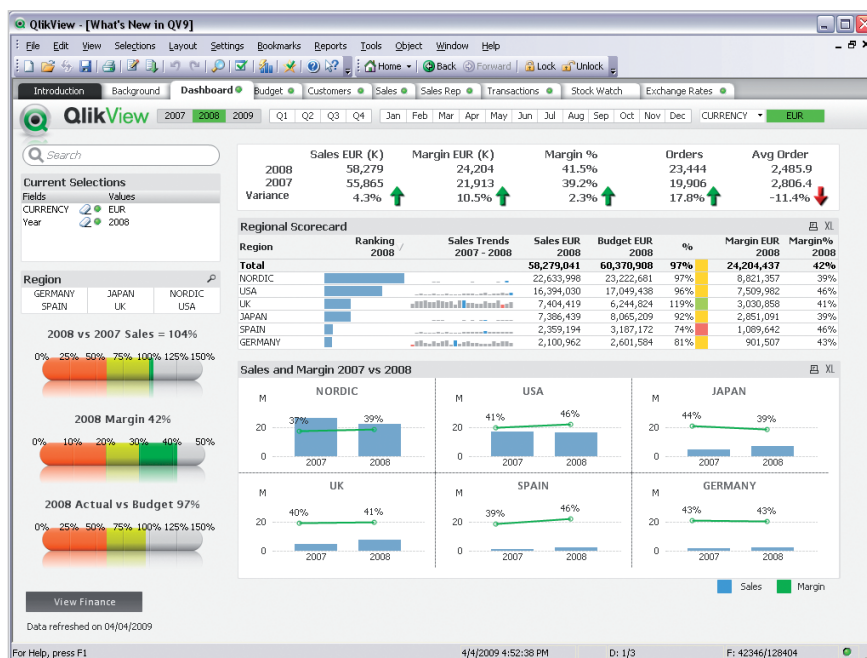 QlikView - [What's New in QV9]
File Edit View Selections Layout Settings Bookmarks Reports Tools Object Window Help
Home Back Forward Lock Unlock
Introduction Background Dashboard Budget Customers Sales Sales Rep Transactions Stock Watch Exchange Rates
QlikView 2007 2008 2009 Q1 Q2 Q3 Q4 Jan Feb Mar Apr May Jun Jul Aug Sep Oct Nov Dec CURRENCY EUR
Search
Current Selections
Fields Values
CURRENCY EUR
Year 2008
Region
GERMANY JAPAN NORDIC
SPAIN UK USA
2008 vs 2007 Sales = 104%
0% 25% 50% 75% 100% 125% 150%
2008 Margin 42%
0% 10% 20% 30% 40% 50%
2008 Actual vs Budget 97%
0% 25% 50% 75% 100% 125% 150%
View Finance
Data refreshed on 04/04/2009
Sales EUR (K) Margin EUR (K) Margin % Orders Avg Order
2008 58,279 24,204 41.5% 23,444 2,485.9
2007 55,865 21,913 39.2% 19,906 2,806.4
Variance 4.3% 10.5% 2.3% 17.8% -11.4%
Regional Scorecard XL
Region Ranking 2008 / Sales Trends 2007 - 2008 Sales EUR 2008 Budget EUR 2008 % Margin EUR 2008 Margin% 2008
Total 58,279,041 60,370,908 97% 24,204,437 42%
NORDIC 22,633,998 23,222,681 97% 8,821,357 39%
USA 16,394,030 17,049,438 96% 7,509,982 46%
UK 7,404,419 6,244,824 119% 3,030,858 41%
JAPAN 7,386,439 8,065,209 92% 2,851,091 39%
SPAIN 2,359,194 3,187,172 74% 1,089,642 46%
GERMANY 2,100,962 2,601,584 81% 901,507 43%
Sales and Margin 2007 vs 2008 XL
NORDIC
M
20
0
37% 39%
2007 2008
USA
M
20
0
41% 46%
2007 2008
JAPAN
M
20
0
44% 39%
2007 2008
UK
M
20
0
40% 41%
2007 2008
SPAIN
M
20
0
39% 46%
2007 2008
GERMANY
M
20
0
43% 43%
2007 2008
Sales Margin
For Help, press F1 4/4/2009 4:52:38 PM D: 1/3 F: 42346/128404